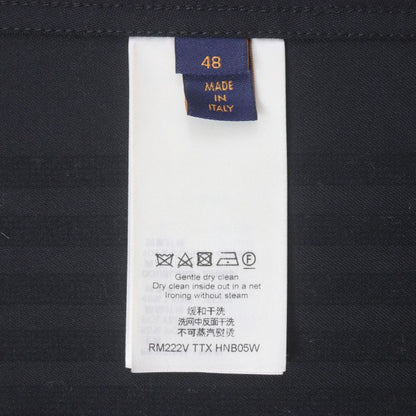 48
MADE
IN
ITALY
F
Gentle dry clean
Dry clean inside out in a net
Ironing without steam
缓和干洗
洗网中反面干洗
不可蒸汽熨烫
RM222V TTX HNB05W